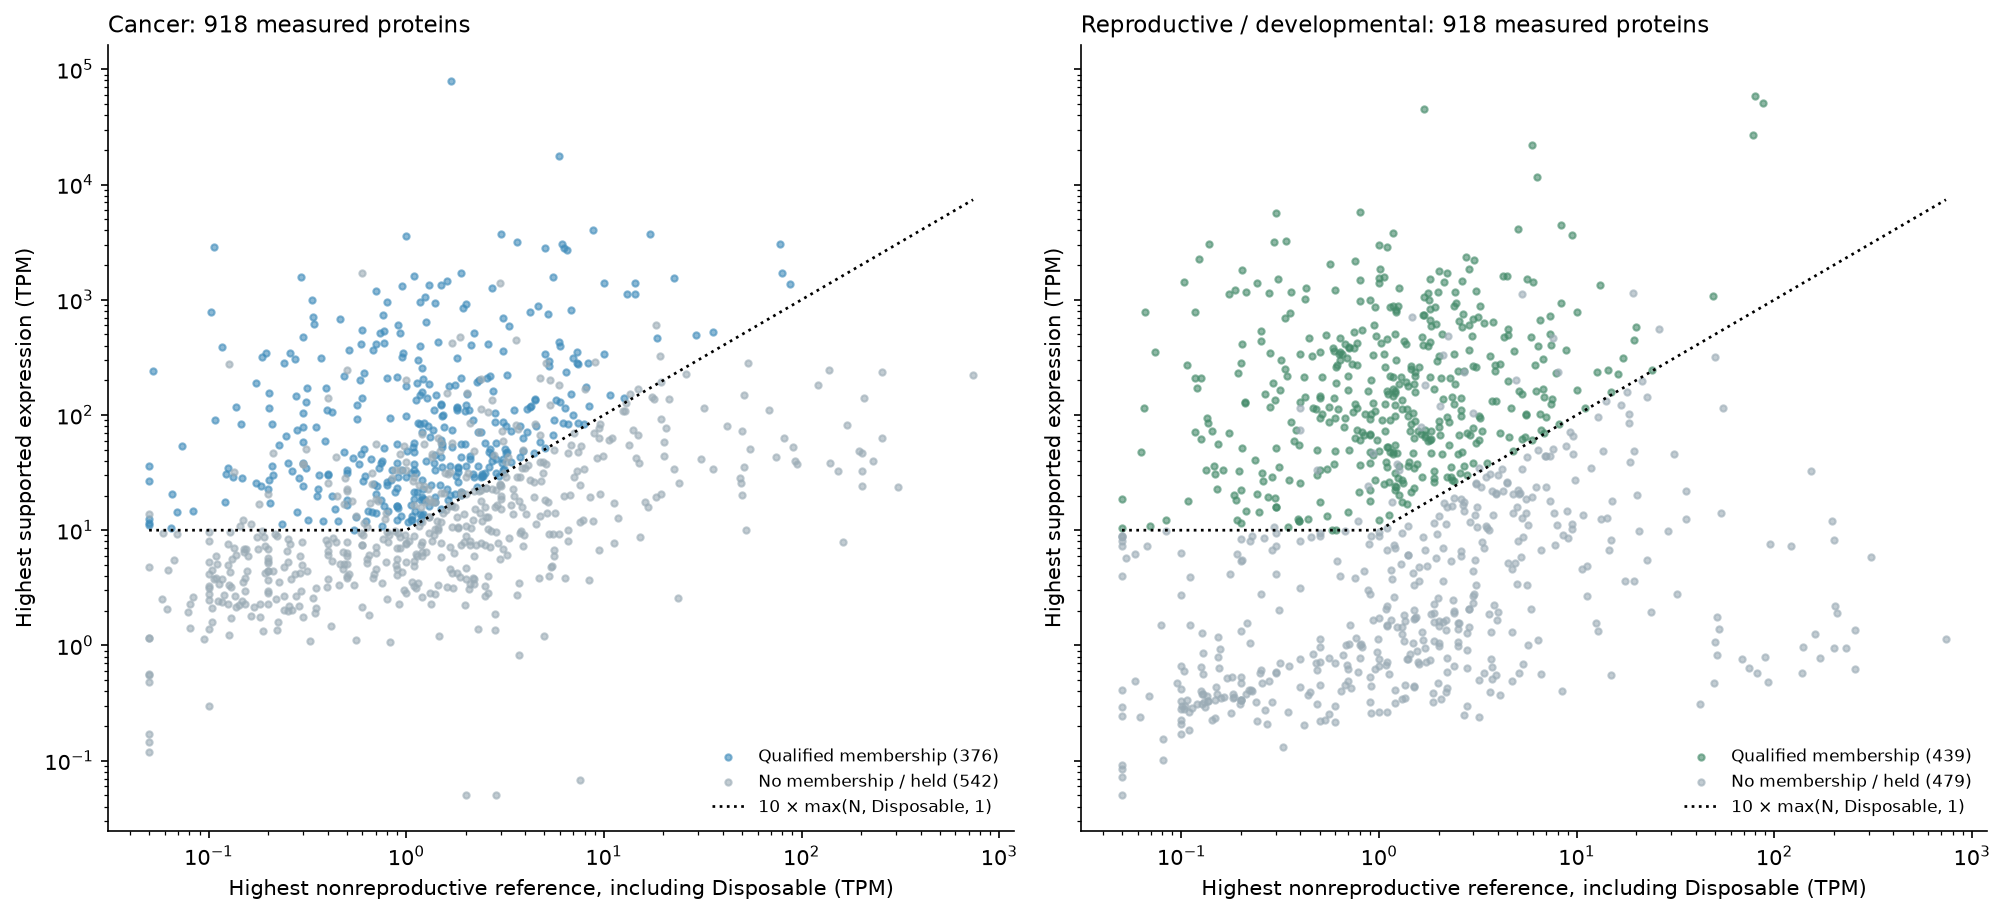 Cancer: 918 measured proteins
Highest supported expression (TPM)
10⁵
10⁴
10³
10²
10¹
10⁰
10⁻¹
10⁻¹ 10⁰ 10¹ 10² 10³
Highest nonreproductive reference, including Disposable (TPM)
Qualified membership (376)
No membership / held (542)
10 × max(N, Disposable, 1)
Reproductive / developmental: 918 measured proteins
Highest supported expression (TPM)
10⁻¹ 10⁰ 10¹ 10² 10³
Highest nonreproductive reference, including Disposable (TPM)
Qualified membership (439)
No membership / held (479)
10 × max(N, Disposable, 1)